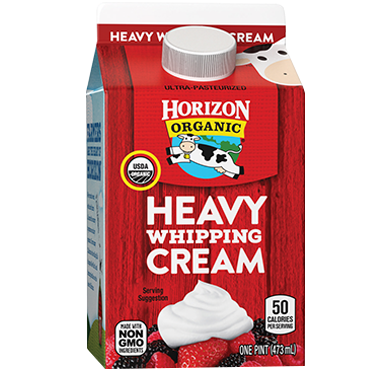 HEAVY WHIPPING CREAM
ULTRA-PASTEURIZED
HORIZON
ORGANIC
USDA
ORGANIC
HEAVY
WHIPPING
CREAM
Serving
Suggestion
50
CALORIES
PER SERVING
MADE WITH
NON
GMO
INGREDIENTS
ONE PINT (473 mL)